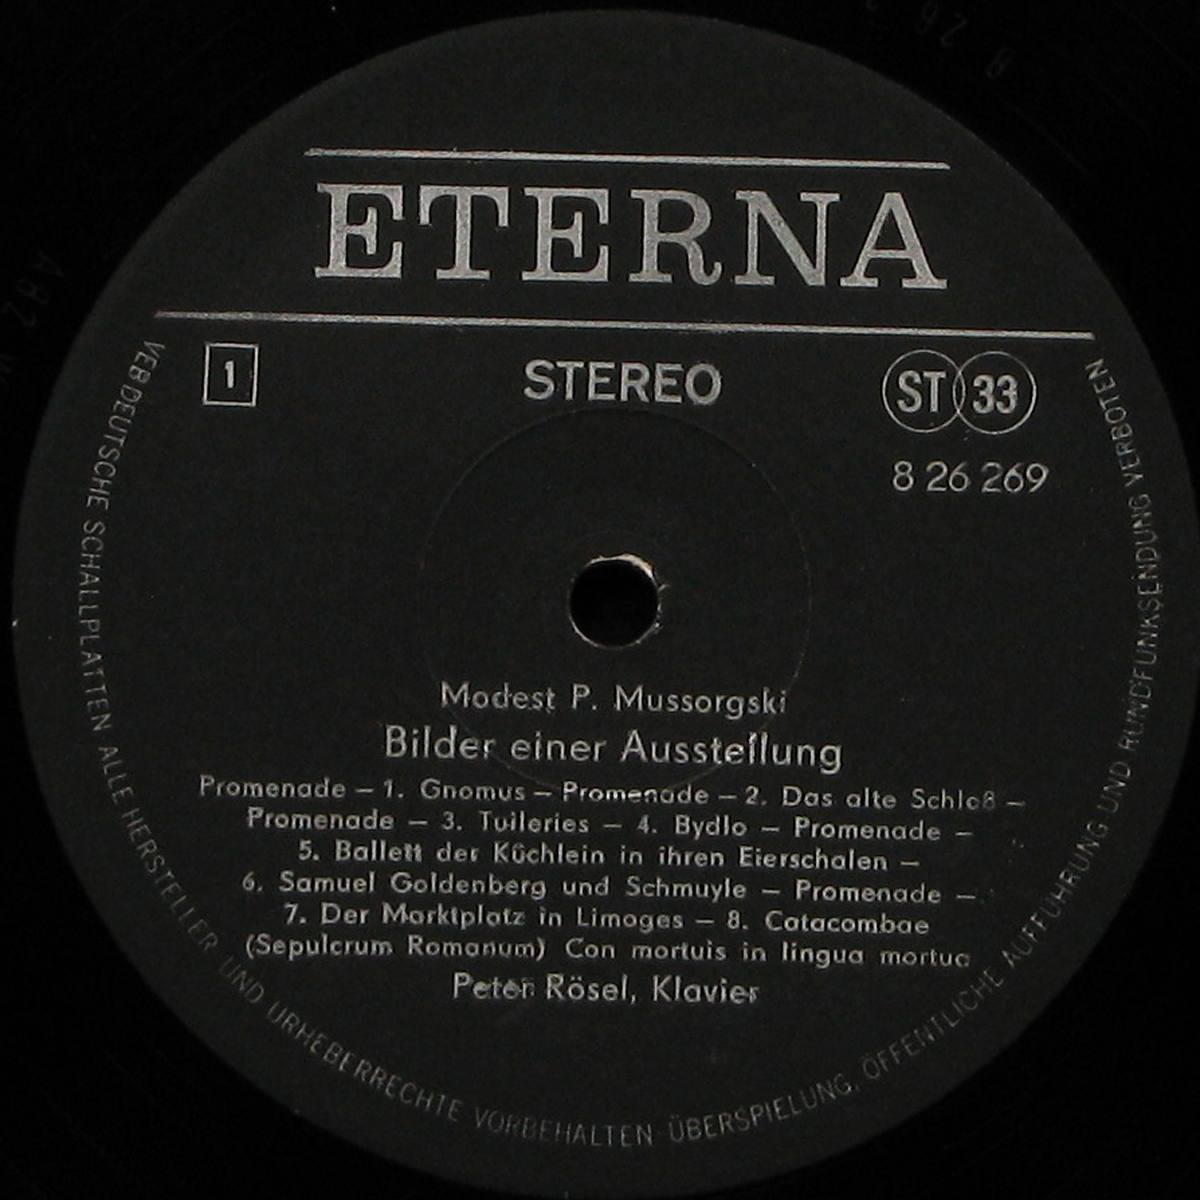 ETERNA
1
STEREO
ST 33
8 26 269
Modest P. Mussorgski
Bilder einer Ausstellung
Promenade – 1. Gnomus – Promenade – 2. Das alte Schloß –
Promenade – 3. Tuileries – 4. Bydlo – Promenade –
5. Ballett der Küchlein in ihren Eierschalen –
6. Samuel Goldenberg und Schmuyle – Promenade –
7. Der Marktplatz in Limoges – 8. Catacombae
(Sepulcrum Romanum) Con mortuis in lingua mortua
Peter Rösel, Klavier
VEB DEUTSCHE SCHALLPLATTEN ALLE HERSTELLER UND URHEBERRECHTE VORBEHALTEN ÜBERSPIELUNG, ÖFFENTLICHE AUFFÜHRUNG UND RUNDFUNKSENDUNG VERBOTEN